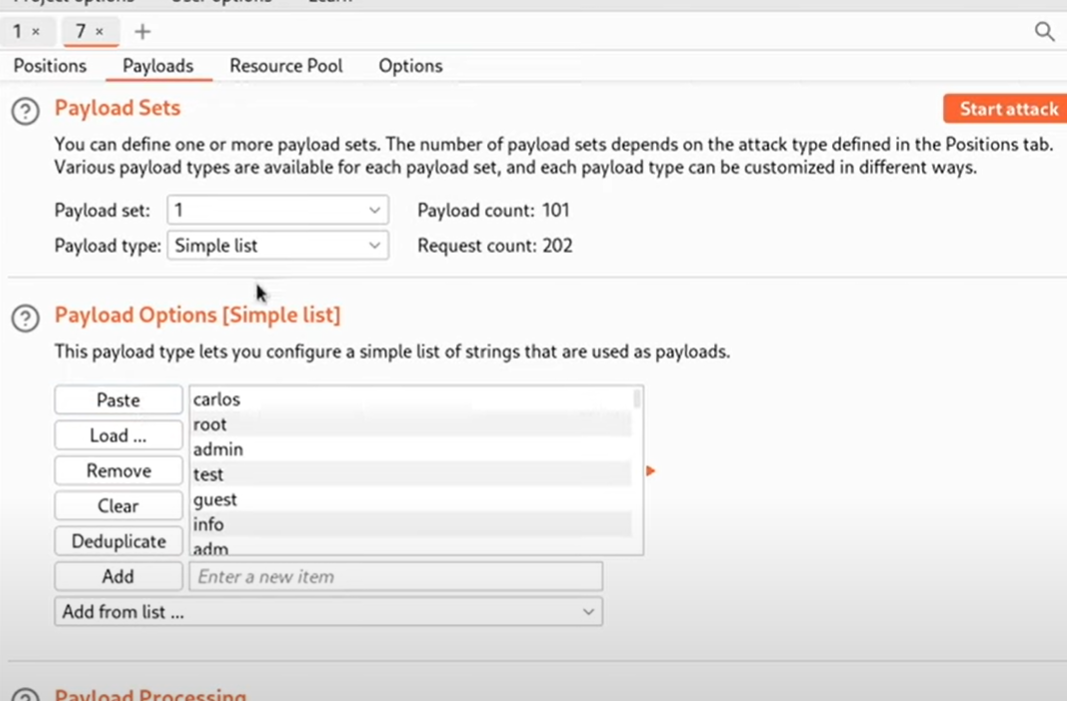 Project options User options Learn
1 × 7 × +
Positions Payloads Resource Pool Options
? Payload Sets
Start attack
You can define one or more payload sets. The number of payload sets depends on the attack type defined in the Positions tab.
Various payload types are available for each payload set, and each payload type can be customized in different ways.
Payload set: 1 Payload count: 101
Payload type: Simple list Request count: 202
? Payload Options [Simple list]
This payload type lets you configure a simple list of strings that are used as payloads.
Paste carlos
root
Load ... admin
Remove test
Clear guest
info
Deduplicate adm
Add Enter a new item
Add from list ...
? Payload Processing